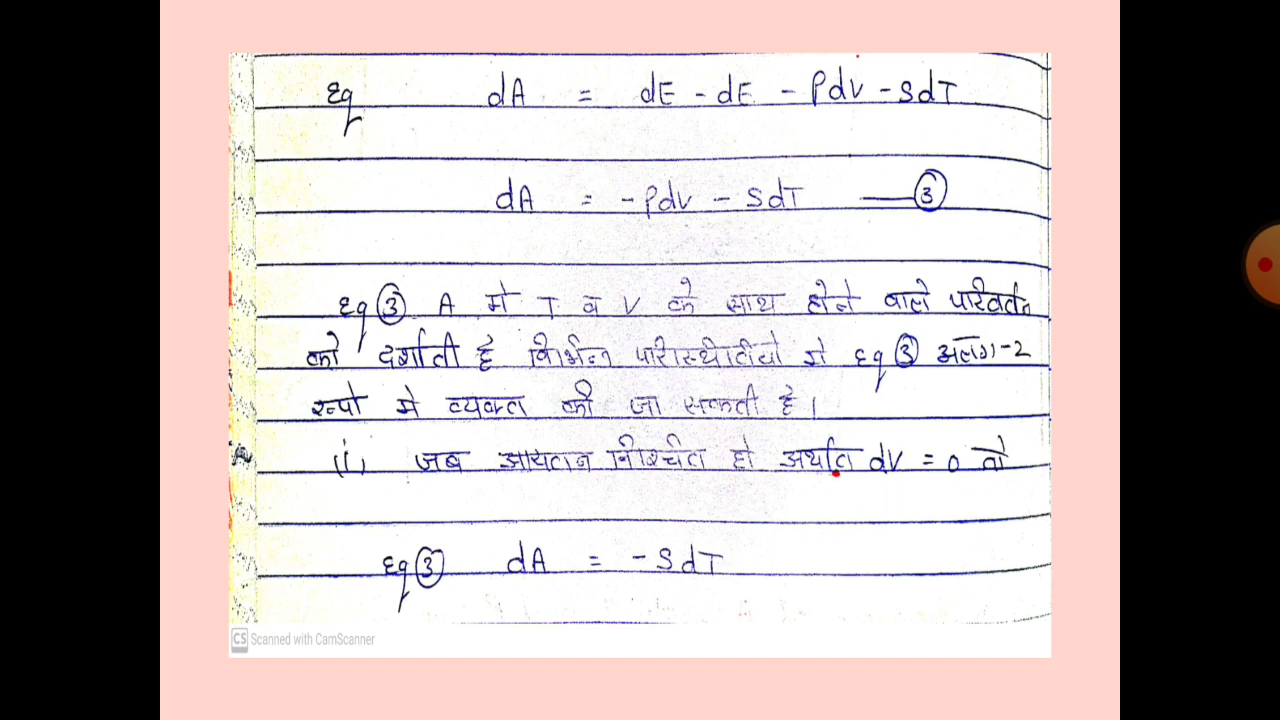 Eq dA = dE - dE - PdV - SdT
dA = -PdV - SdT —— ③
Eq ③ A मे T व V के साथ होने वाले परिवर्तन
को दर्शाती है विभिन्न परिस्थितीयो मे Eq ③ अलग-2
रूपो मे व्यक्त की जा सकती है।
(i) जब आयतन निश्चित हो अर्थात dV = 0 तो
Eq ③ dA = -SdT
CS Scanned with CamScanner